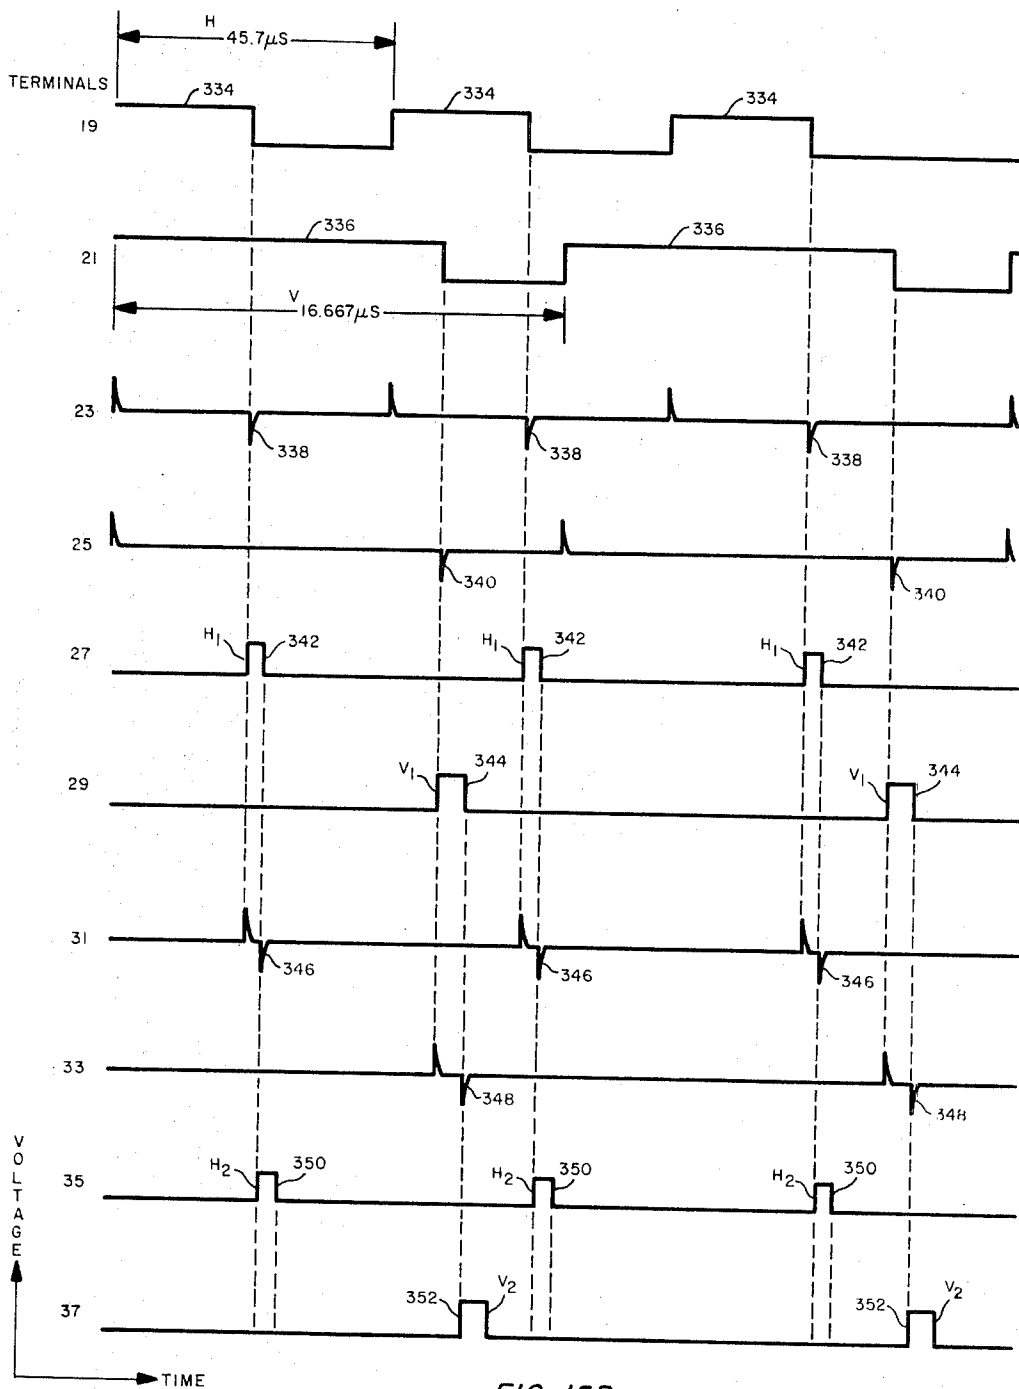 H
45.7µS
TERMINALS
334 334 334
19
336 336
21
V
16.667µS
23
338 338 338
25
340 340
27 H1 342 H1 342 H1 342
29 V1 344 V1 344
31
346 346 346
33
348 348
35 H2 350 H2 350 H2 350
37 352 V2 352 V2
VOLTAGE
TIME